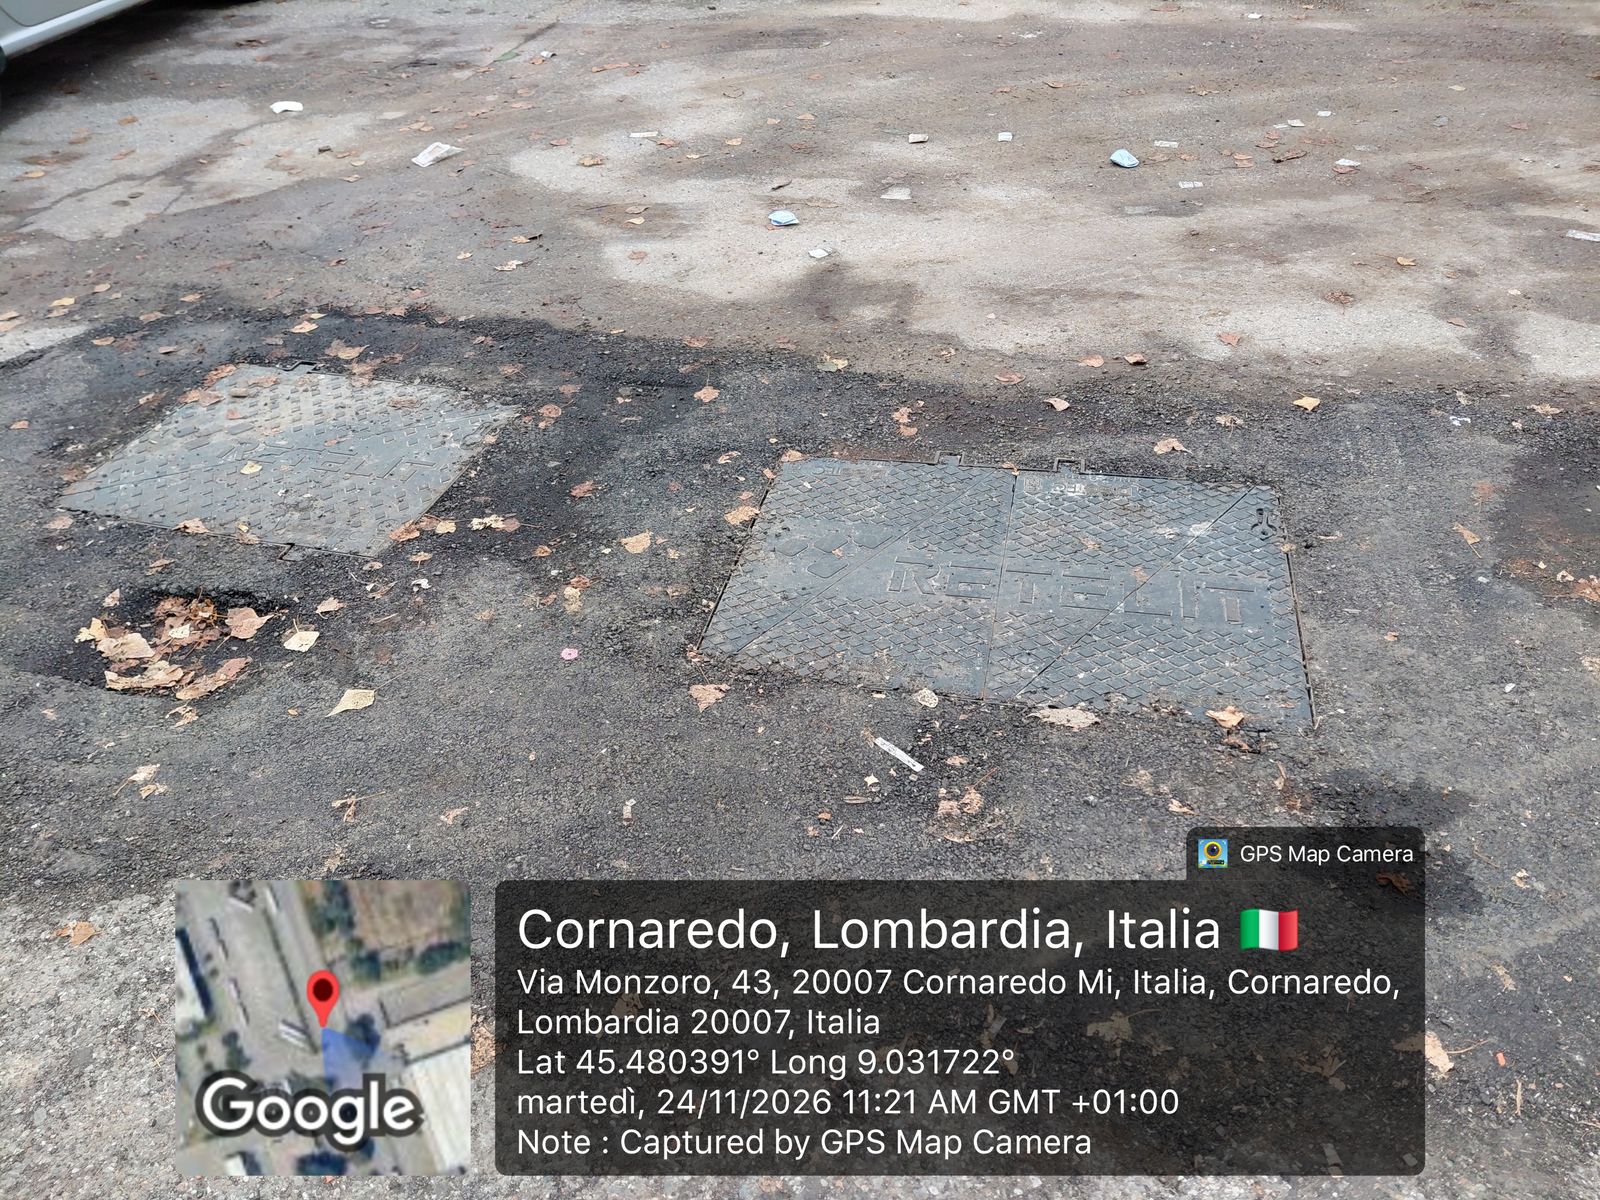 RETELIT
RETELIT
GPS Map Camera
Cornaredo, Lombardia, Italia
Via Monzoro, 43, 20007 Cornaredo Mi, Italia, Cornaredo,
Lombardia 20007, Italia
Lat 45.480391° Long 9.031722°
martedì, 24/11/2026 11:21 AM GMT +01:00
Note : Captured by GPS Map Camera
Google